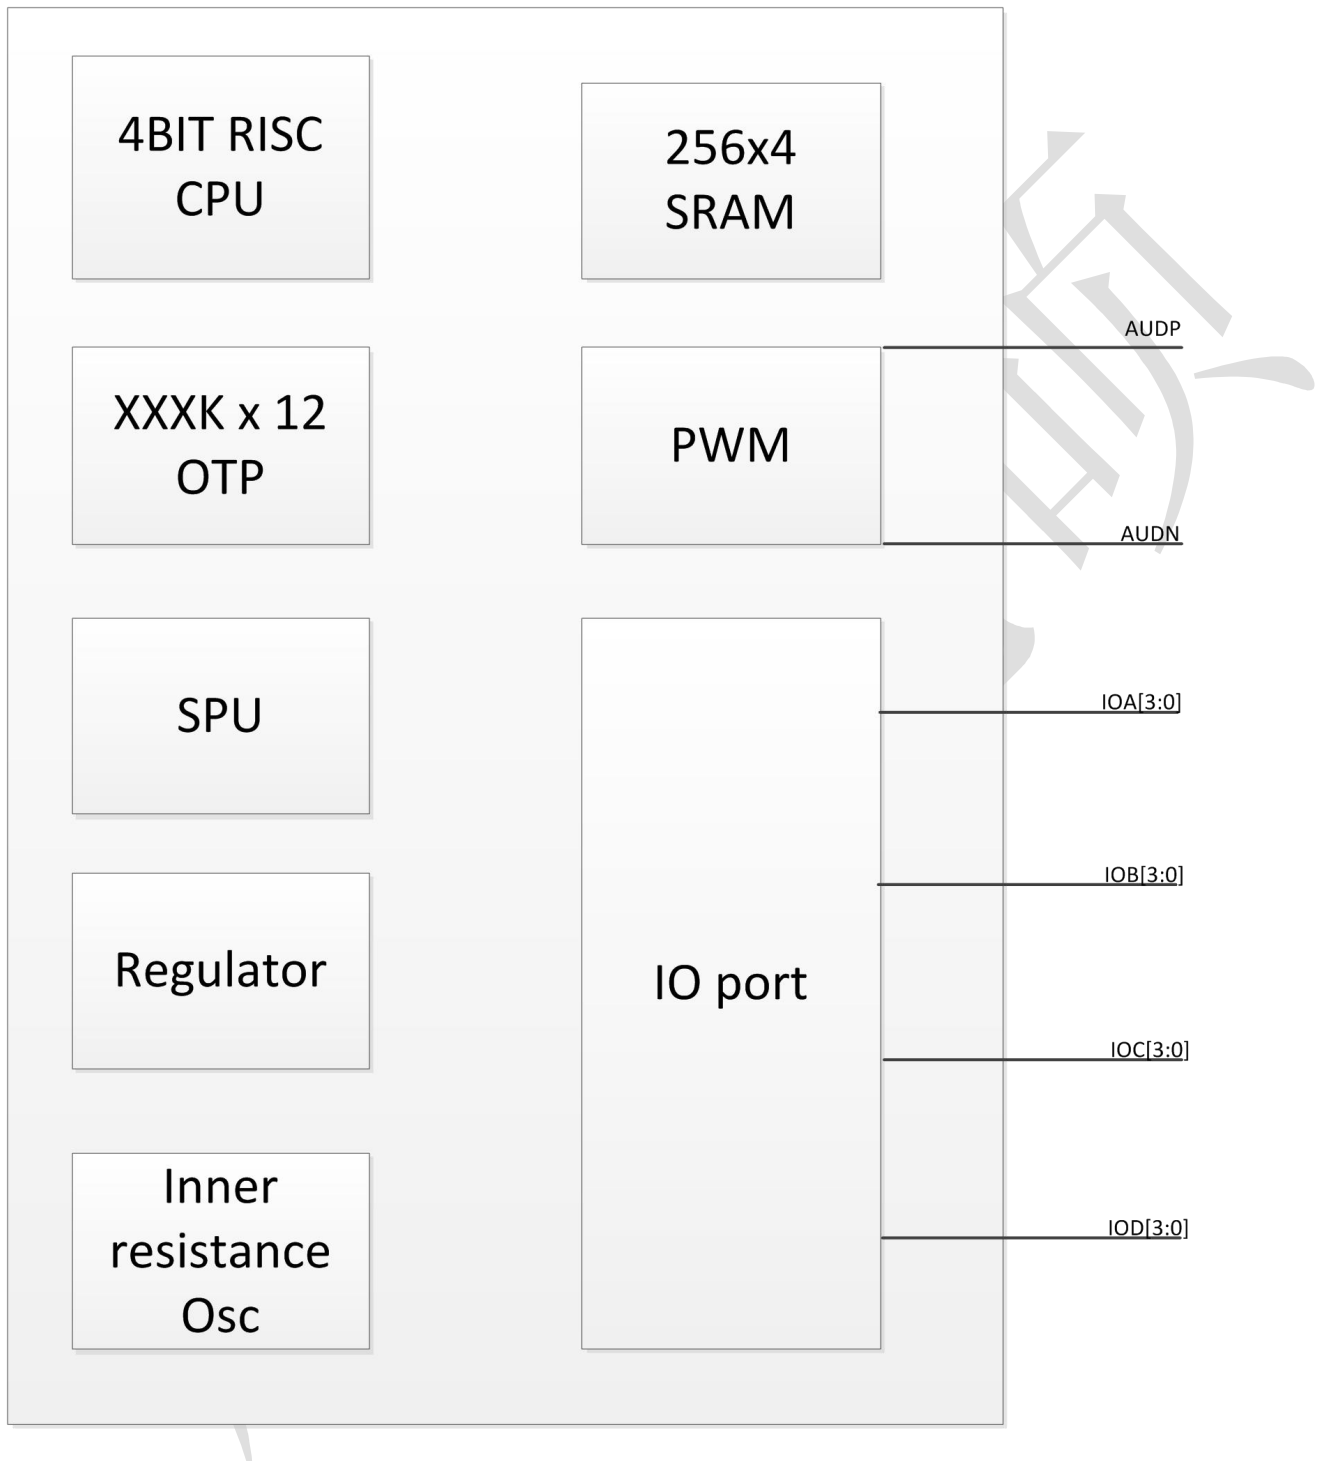 4BIT RISC
CPU
256x4
SRAM
XXXK x 12
OTP
PWM
AUDP
AUDN
SPU
IO port
IOA[3:0]
IOB[3:0]
IOC[3:0]
IOD[3:0]
Regulator
Inner
resistance
Osc